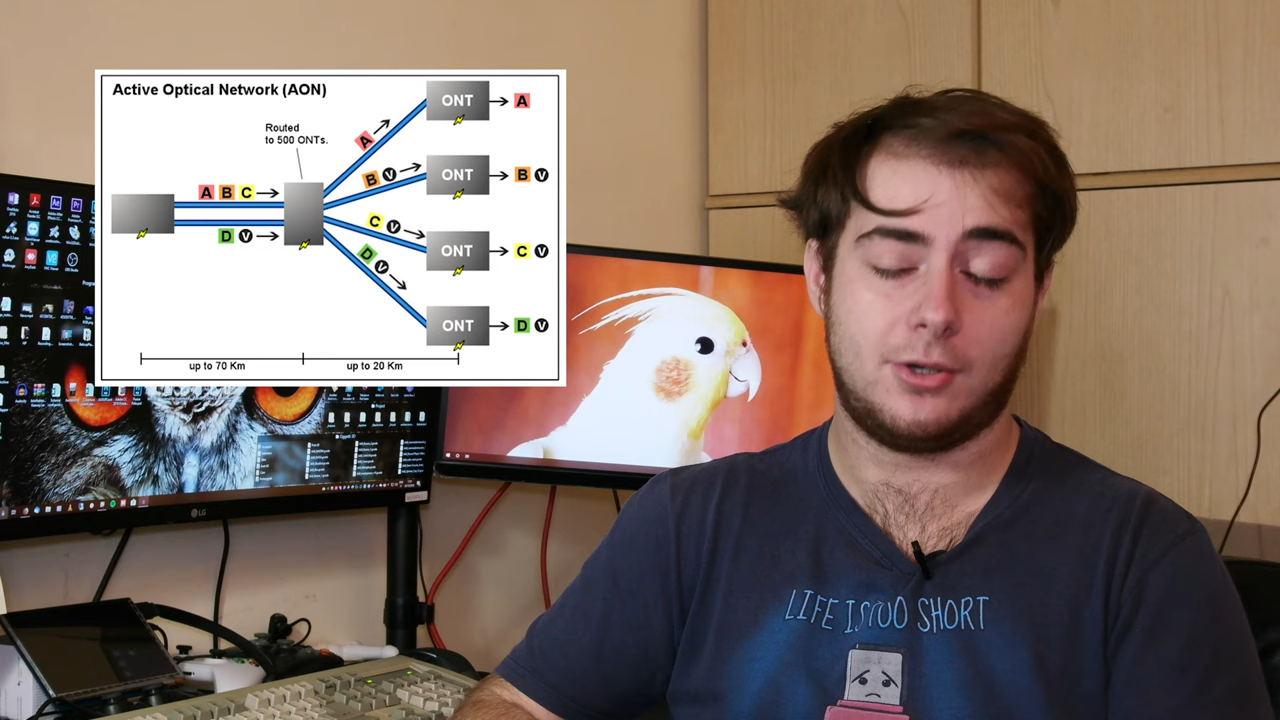 Active Optical Network (AON)
Routed
to 500 ONTs.
A B C
D V
A
B V
C V
D V
ONT
A
ONT
B V
ONT
C V
ONT
D V
up to 70 Km
up to 20 Km
LG
LIFE IS TOO SHORT